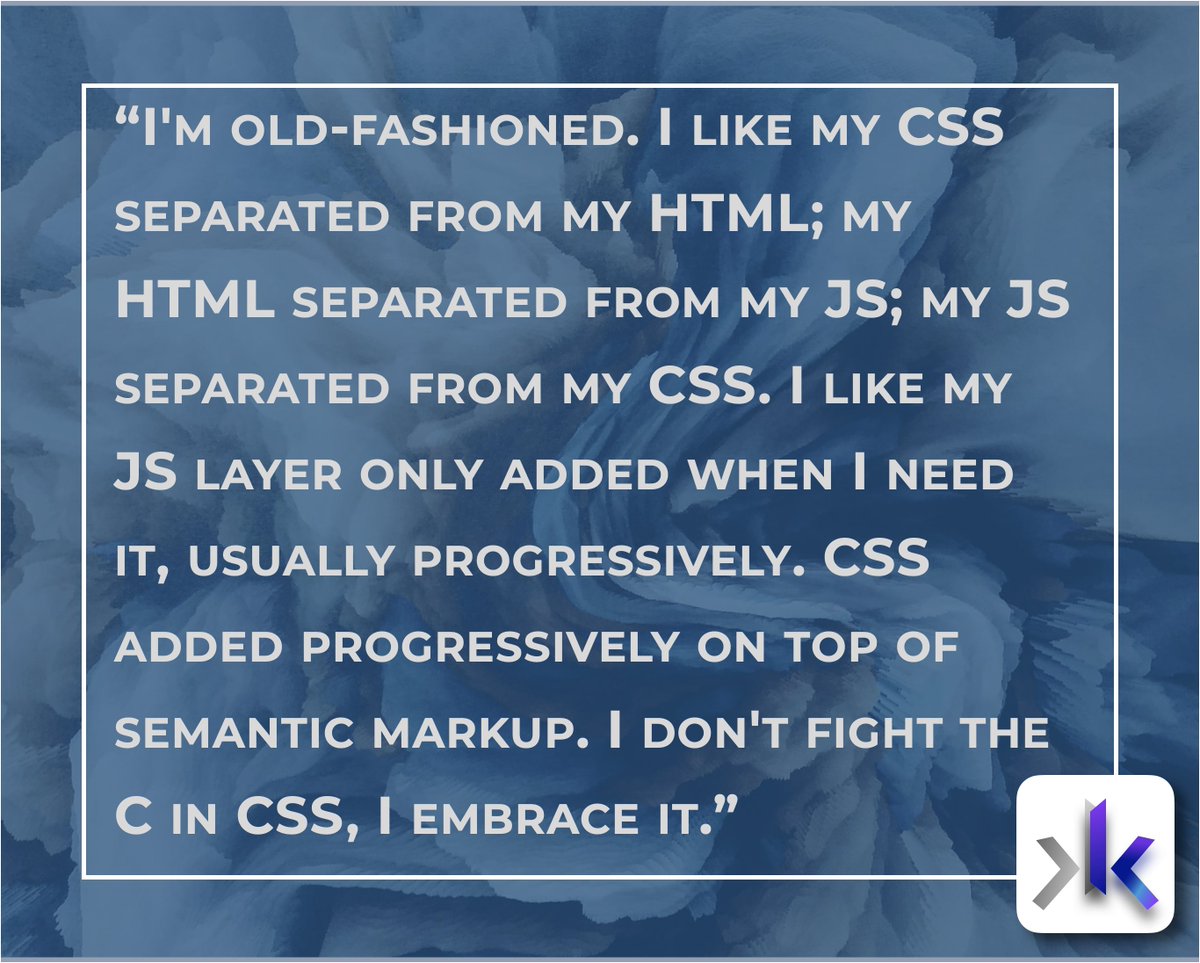 “I'm old-fashioned. I like my CSS
separated from my HTML; my
HTML separated from my JS; my JS
separated from my CSS. I like my
JS layer only added when I need
it, usually progressively. CSS
added progressively on top of
semantic markup. I don't fight the
C in CSS, I embrace it.”